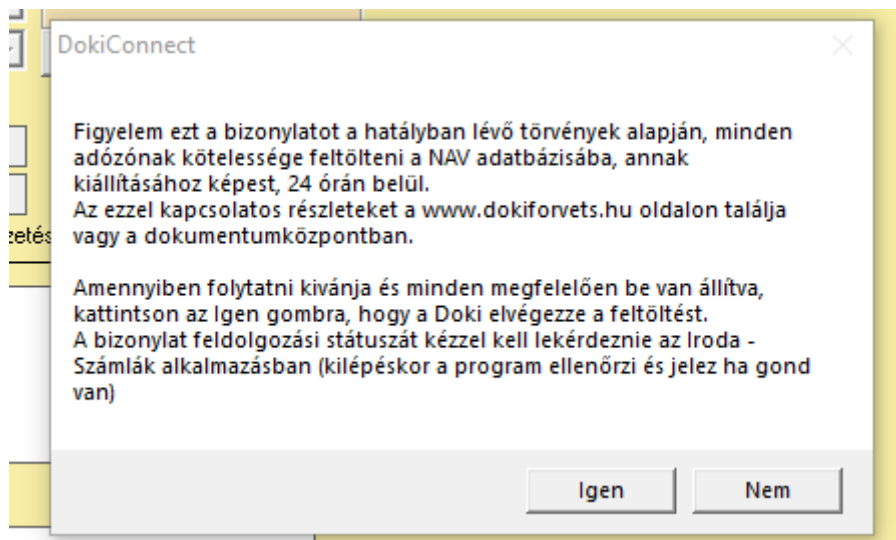 DokiConnect
Figyelem ezt a bizonylatot a hatályban lévő törvények alapján, minden
adózónak kötelessége feltölteni a NAV adatbázisába, annak
kiállításához képest, 24 órán belül.
Az ezzel kapcsolatos részleteket a www.dokiforvets.hu oldalon találja
vagy a dokumentumközpontban.
Amennyiben folytatni kivánja és minden megfelelően be van állítva,
kattintson az Igen gombra, hogy a Doki elvégezze a feltöltést.
A bizonylat feldolgozási státuszát kézzel kell lekérdeznie az Iroda -
Számlák alkalmazásban (kilépéskor a program ellenőrzi és jelez ha gond
van)
Igen
Nem